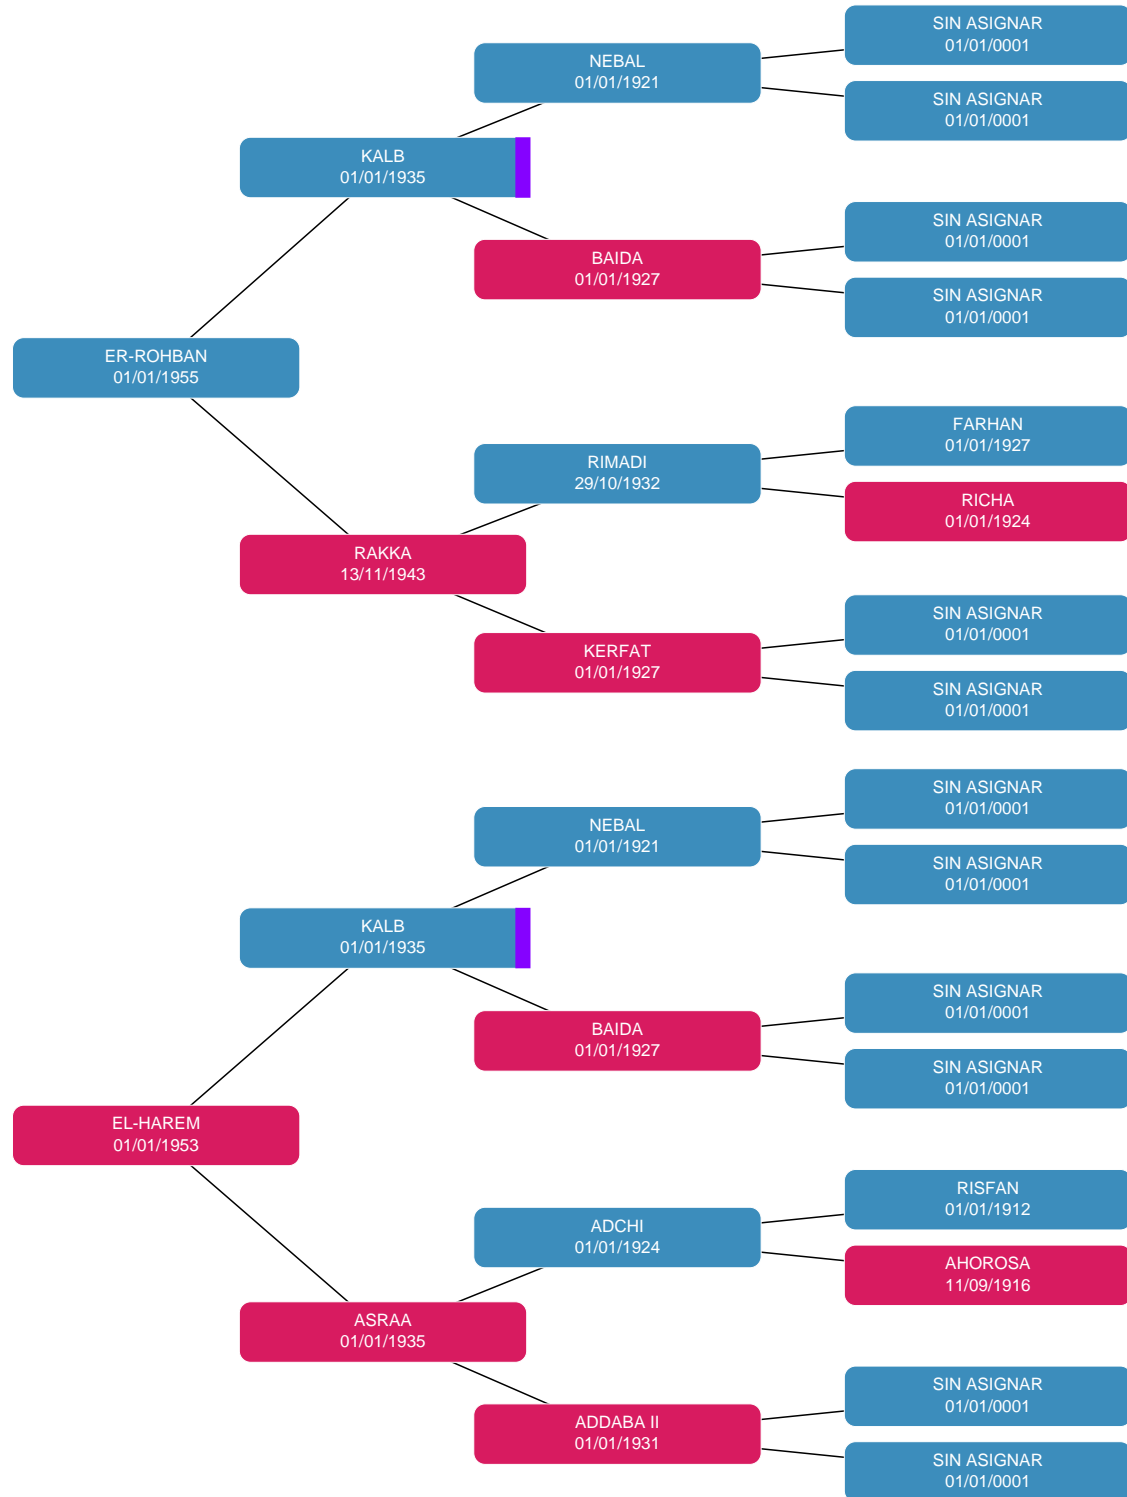 SIN ASIGNAR
01/01/0001
NEBAL
01/01/1921
SIN ASIGNAR
01/01/0001
KALB
01/01/1935
SIN ASIGNAR
01/01/0001
BAIDA
01/01/1927
SIN ASIGNAR
01/01/0001
ER-ROHBAN
01/01/1955
FARHAN
01/01/1927
RIMADI
29/10/1932
RICHA
01/01/1924
RAKKA
13/11/1943
SIN ASIGNAR
01/01/0001
KERFAT
01/01/1927
SIN ASIGNAR
01/01/0001
SIN ASIGNAR
01/01/0001
NEBAL
01/01/1921
SIN ASIGNAR
01/01/0001
KALB
01/01/1935
SIN ASIGNAR
01/01/0001
BAIDA
01/01/1927
SIN ASIGNAR
01/01/0001
EL-HAREM
01/01/1953
RISFAN
01/01/1912
ADCHI
01/01/1924
AHOROSA
11/09/1916
ASRAA
01/01/1935
SIN ASIGNAR
01/01/0001
ADDABA II
01/01/1931
SIN ASIGNAR
01/01/0001